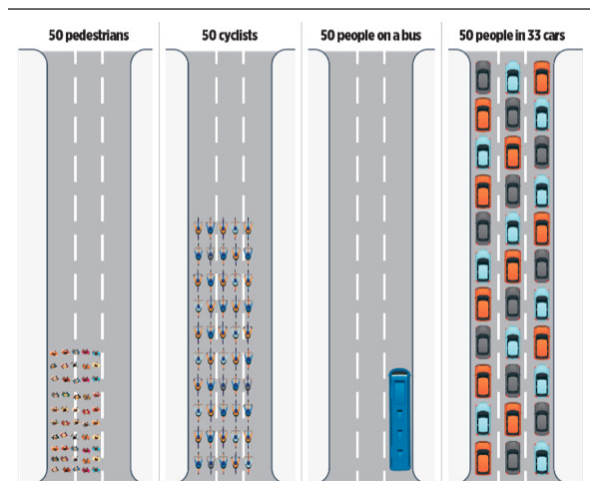 50 pedestrians
50 cyclists
50 people on a bus
50 people in 33 cars